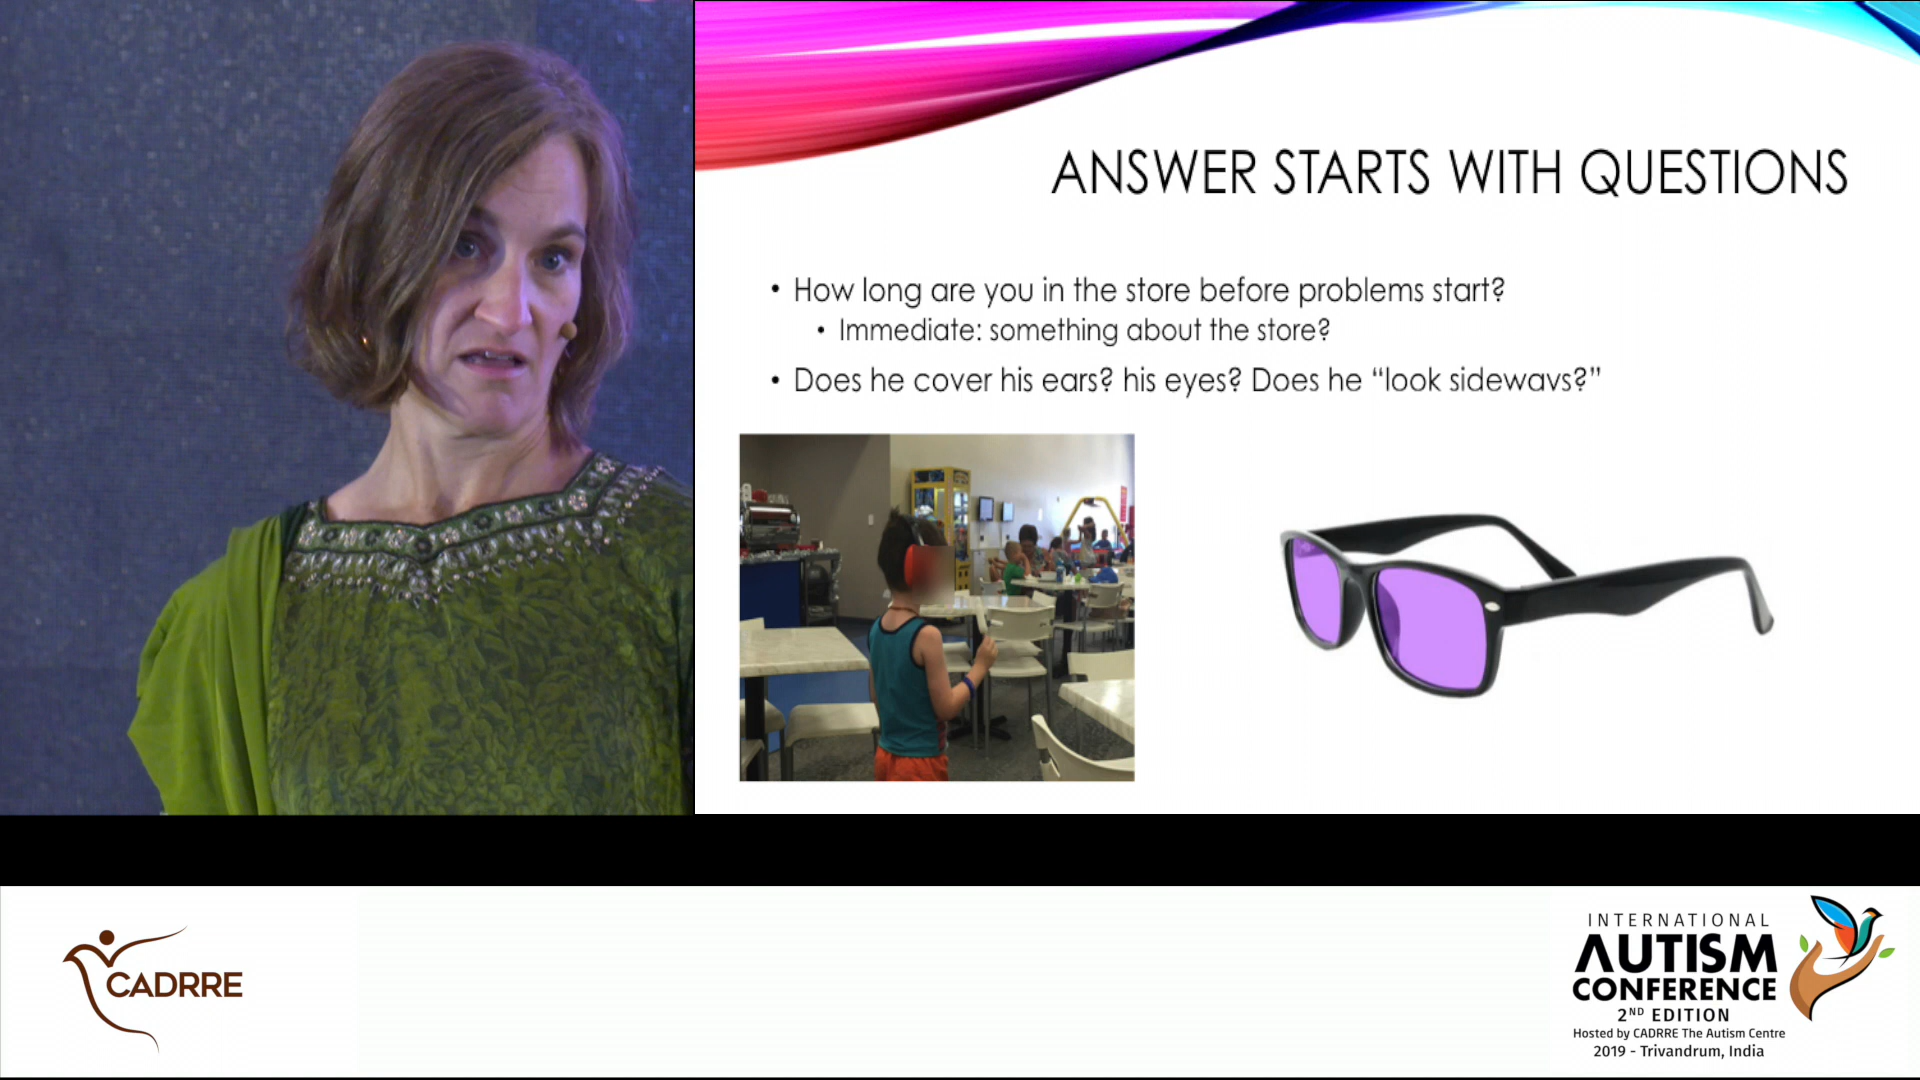 ANSWER STARTS WITH QUESTIONS
• How long are you in the store before problems start?
• Immediate: something about the store?
• Does he cover his ears? his eyes? Does he “look sideways?”
CADRRE
INTERNATIONAL
AUTISM
CONFERENCE
2ND EDITION
Hosted by CADRRE The Autism Centre
2019 - Trivandrum, India